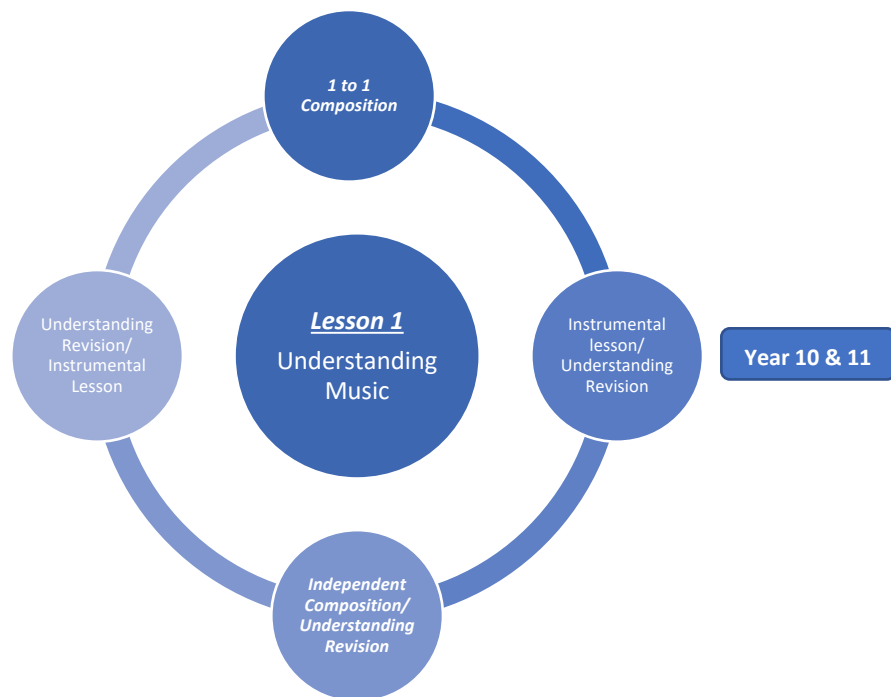 1 to 1
Composition
Understanding
Revision/
Instrumental
Lesson
Lesson 1
Understanding
Music
Instrumental
lesson/
Understanding
Revision
Year 10 & 11
Independent
Composition/
Understanding
Revision